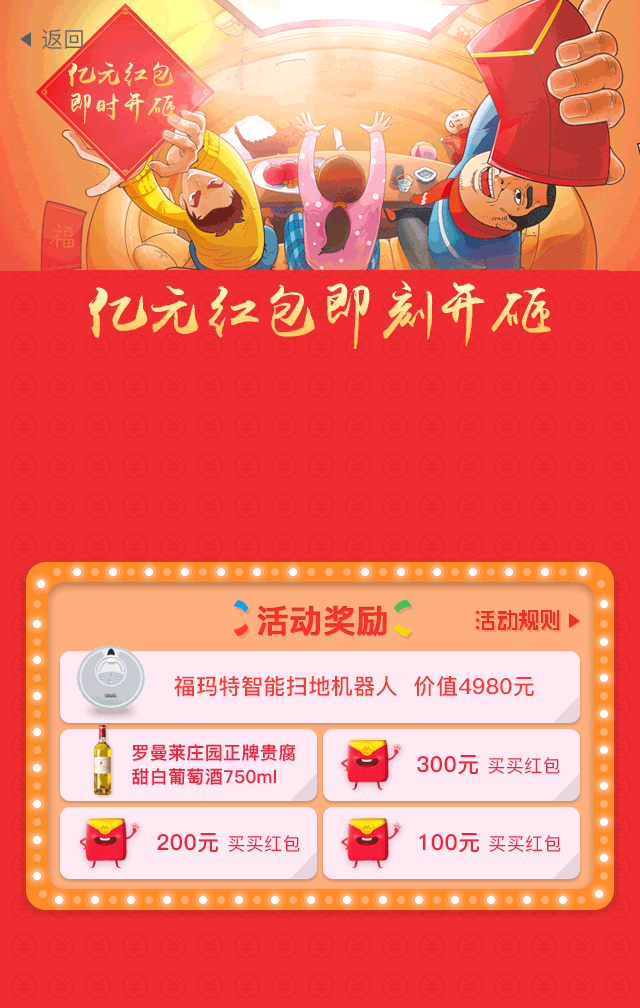 返回
亿元红包
即时开砸
福
亿元红包即刻开砸
活动奖励
活动规则
福玛特智能扫地机器人 价值4980元
罗曼莱庄园正牌贵腐
甜白葡萄酒750ml
300元 买买红包
200元 买买红包
100元 买买红包